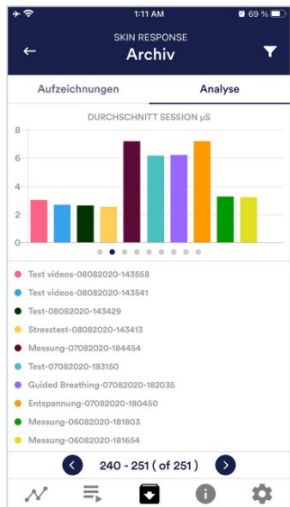 1:11 AM
69 %
SKIN RESPONSE
Archiv
Aufzeichnungen
Analyse
DURCHSCHNITT SESSION µS
8
6
4
2
0
Test videos-08082020-143558
Test videos-08082020-143541
Test-08082020-143429
Stresstest-08082020-143413
Messung-07082020-184454
Test-07082020-183150
Guided Breathing-07082020-182035
Entspannung-07082020-180450
Messung-06082020-181803
Messung-06082020-181654
240 - 251 ( of 251 )